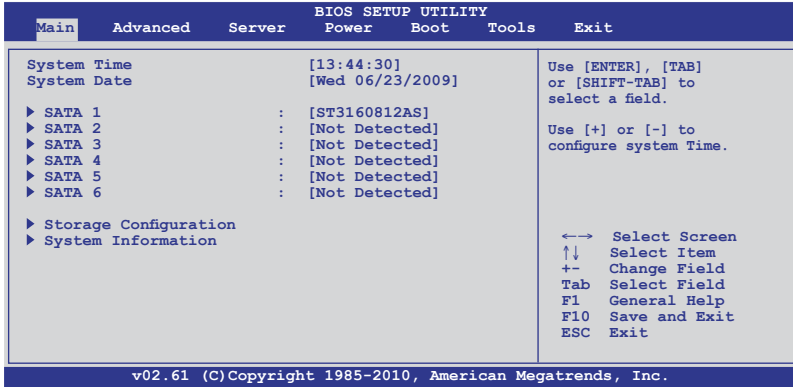 BIOS SETUP UTILITY
Main Advanced Server Power Boot Tools Exit
System Time [13:44:30]
System Date [Wed 06/23/2009]
SATA 1 : [ST3160812AS]
SATA 2 : [Not Detected]
SATA 3 : [Not Detected]
SATA 4 : [Not Detected]
SATA 5 : [Not Detected]
SATA 6 : [Not Detected]
Storage Configuration
System Information
Use [ENTER], [TAB]
or [SHIFT-TAB] to
select a field.
Use [+] or [-] to
configure system Time.
←→ Select Screen
↑↓ Select Item
+- Change Field
Tab Select Field
F1 General Help
F10 Save and Exit
ESC Exit
v02.61 (C)Copyright 1985-2010, American Megatrends, Inc.